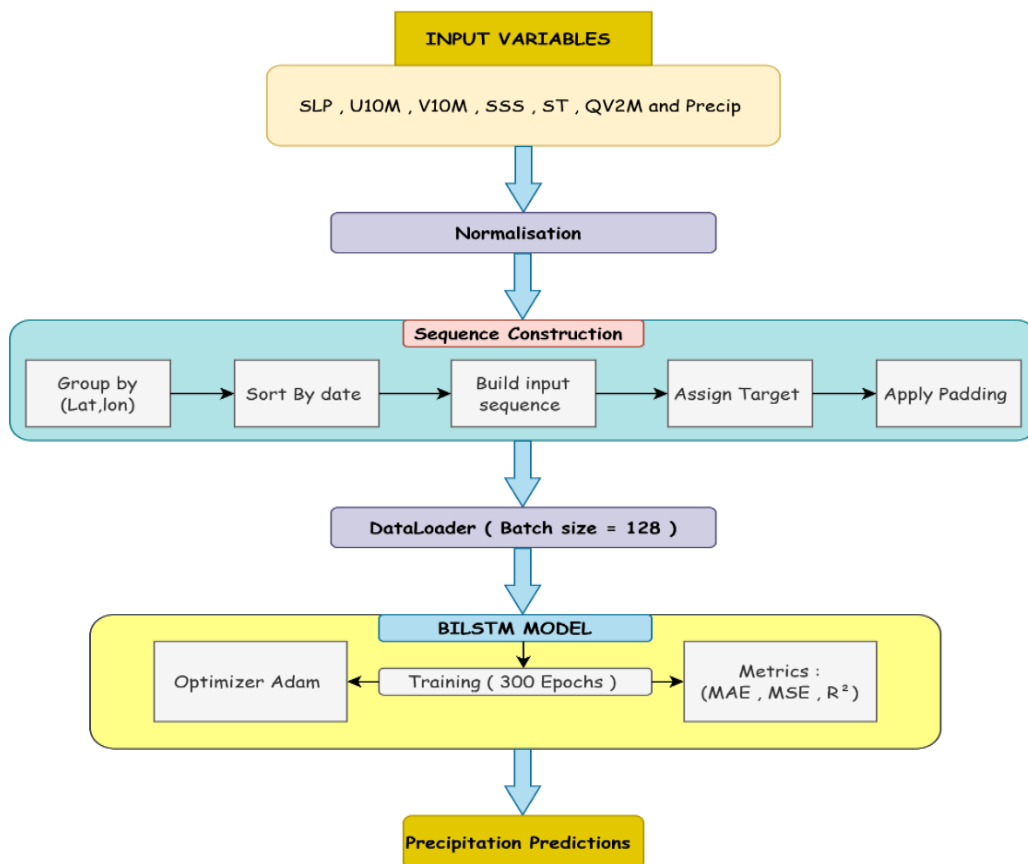 INPUT VARIABLES
SLP , U10M , V10M , SSS , ST , QV2M and Precip
Normalisation
Sequence Construction
Group by
(Lat,lon)
Sort By date
Build input
sequence
Assign Target
Apply Padding
DataLoader ( Batch size = 128 )
BILSTM MODEL
Optimizer Adam
Training ( 300 Epochs )
Metrics :
(MAE , MSE , R²)
Precipitation Predictions